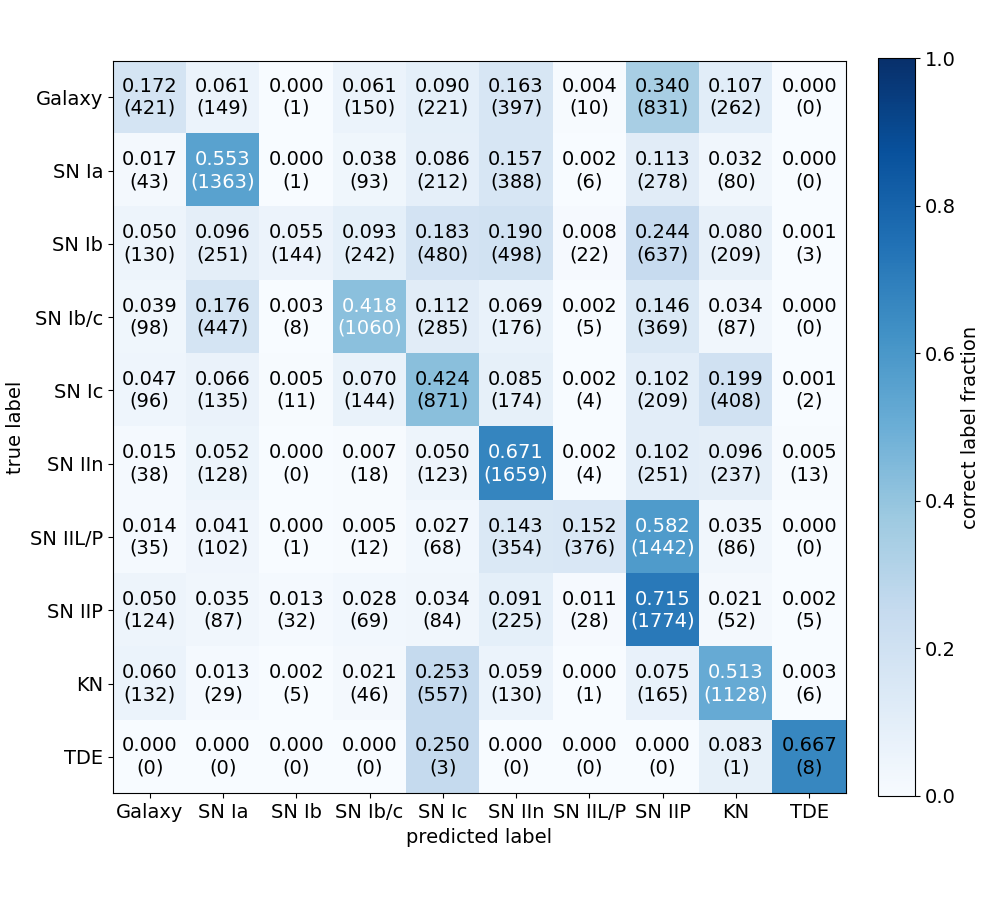 0.172 0.061 0.000 0.061 0.090 0.163 0.004 0.340 0.107 0.000
Galaxy
(421) (149) (1) (150) (221) (397) (10) (831) (262) (0)
0.017 0.553 0.000 0.038 0.086 0.157 0.002 0.113 0.032 0.000
SN Ia
(43) (1363) (1) (93) (212) (388) (6) (278) (80) (0)
0.050 0.096 0.055 0.093 0.183 0.190 0.008 0.244 0.080 0.001
SN Ib
(130) (251) (144) (242) (480) (498) (22) (637) (209) (3)
0.039 0.176 0.003 0.418 0.112 0.069 0.002 0.146 0.034 0.000
SN Ib/c
(98) (447) (8) (1060) (285) (176) (5) (369) (87) (0)
0.047 0.066 0.005 0.070 0.424 0.085 0.002 0.102 0.199 0.001
SN Ic
(96) (135) (11) (144) (871) (174) (4) (209) (408) (2)
0.015 0.052 0.000 0.007 0.050 0.671 0.002 0.102 0.096 0.005
SN IIn
(38) (128) (0) (18) (123) (1659) (4) (251) (237) (13)
0.014 0.041 0.000 0.005 0.027 0.143 0.152 0.582 0.035 0.000
SN IIL/P
(35) (102) (1) (12) (68) (354) (376) (1442) (86) (0)
0.050 0.035 0.013 0.028 0.034 0.091 0.011 0.715 0.021 0.002
SN IIP
(124) (87) (32) (69) (84) (225) (28) (1774) (52) (5)
0.060 0.013 0.002 0.021 0.253 0.059 0.000 0.075 0.513 0.003
KN
(132) (29) (5) (46) (557) (130) (1) (165) (1128) (6)
0.000 0.000 0.000 0.000 0.250 0.000 0.000 0.000 0.083 0.667
TDE
(0) (0) (0) (0) (3) (0) (0) (0) (1) (8)
Galaxy SN Ia SN Ib SN Ib/c SN Ic SN IIn SN IIL/P SN IIP KN TDE
predicted label
true label
1.0
0.8
0.6
0.4
0.2
0.0
correct label fraction